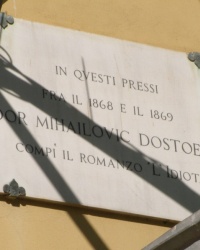 IN QVESTI PRESSI
FRA IL 1868 E IL 1869
DOR MIHAILOVIC DOSTOE
COMPÌ IL ROMANZO "L'IDIOT